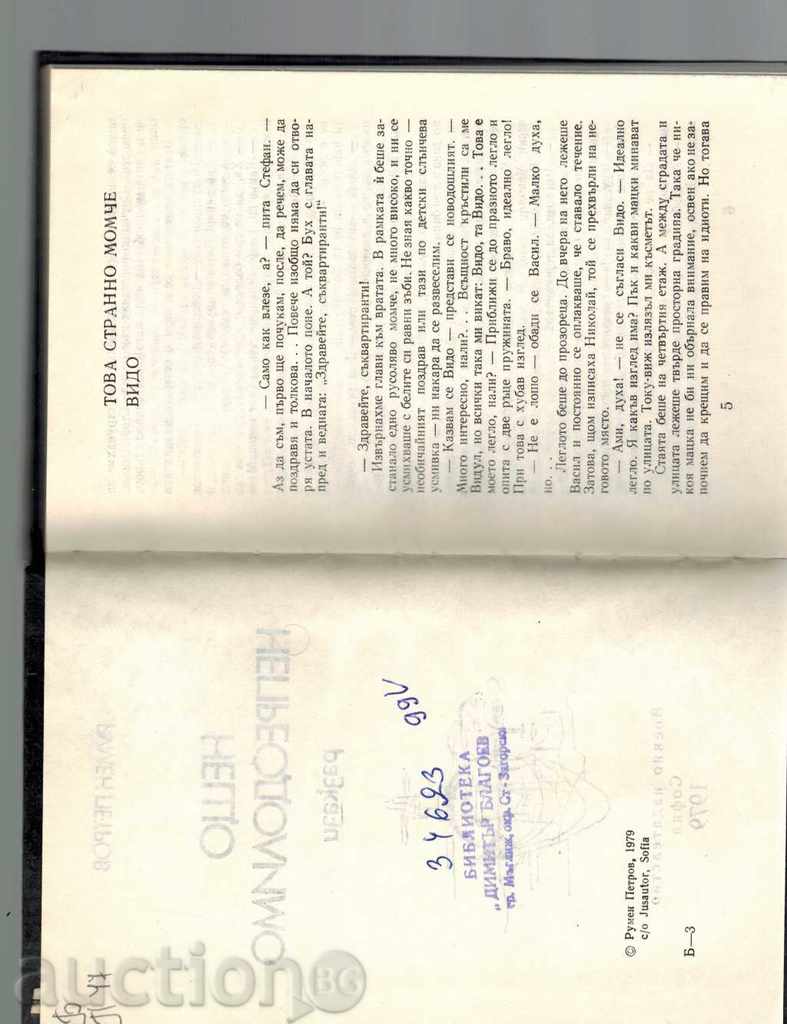 34623 ддV
БИБЛИОТЕКА
"ДИМИТЪР БЛАГОЕВ
гр. Мъглиж, окр. Ст. Загорски
© Румен Петров, 1979
c/o Jusautor, Sofia
Б—3
ТОВА СТРАННО МОМЧЕ
ВИДО
— Само как влезе, а? — пита Стефан. —
Аз да съм, първо ще почукам, после, да речем, може да
поздравя и толкова... Повече изобщо няма да си отво-
ря устата. В началото поне. А той? Бух с главата на-
пред и веднага: „Здравейте, съквартиранти!“
— Здравейте, съквартиранти!
Извърнахме глави към вратата. В рамката ѝ беше за-
станало едно русоляво момче, не много високо, и ни се
усмихваше с белите си равни зъби. Не зная какво точно —
необичайният поздрав или тази по детски слънчева
усмивка — ни накара да се развеселим.
— Казвам се Видо — представи се новодошлият. —
Много интересно, нали?... Всъщност кръстили са ме
Видул, но всички така ми викат: Видо, та Видо... Това е
моето легло, нали? — Приближи се до празното легло и
опита с две ръце пружината. — Браво, идеално легло!
При това с хубав изглед.
— Не е лошо — обади се Васил. — Малко духа,
но...
Леглото беше до прозореца. До вчера на него лежеше
Васил и постоянно се оплакваше, че ставало течение.
Затова, щом изписаха Николай, той се прехвърли на не-
говото място.
— Ами, духа! — не се съгласи Видо. — Идеално
легло. Я какъв изглед има? Пък и какви мацки минават
по улицата. Току-виж излязъл ми късметът.
Стаята беше на четвъртия етаж. А между сградата и
улицата лежеше твърде просторна градина. Така че ни-
коя мацка не би ни обърнала внимание, освен ако не за-
почнем да крещим и да се правим на идиоти. Но тогава
5
auction BG